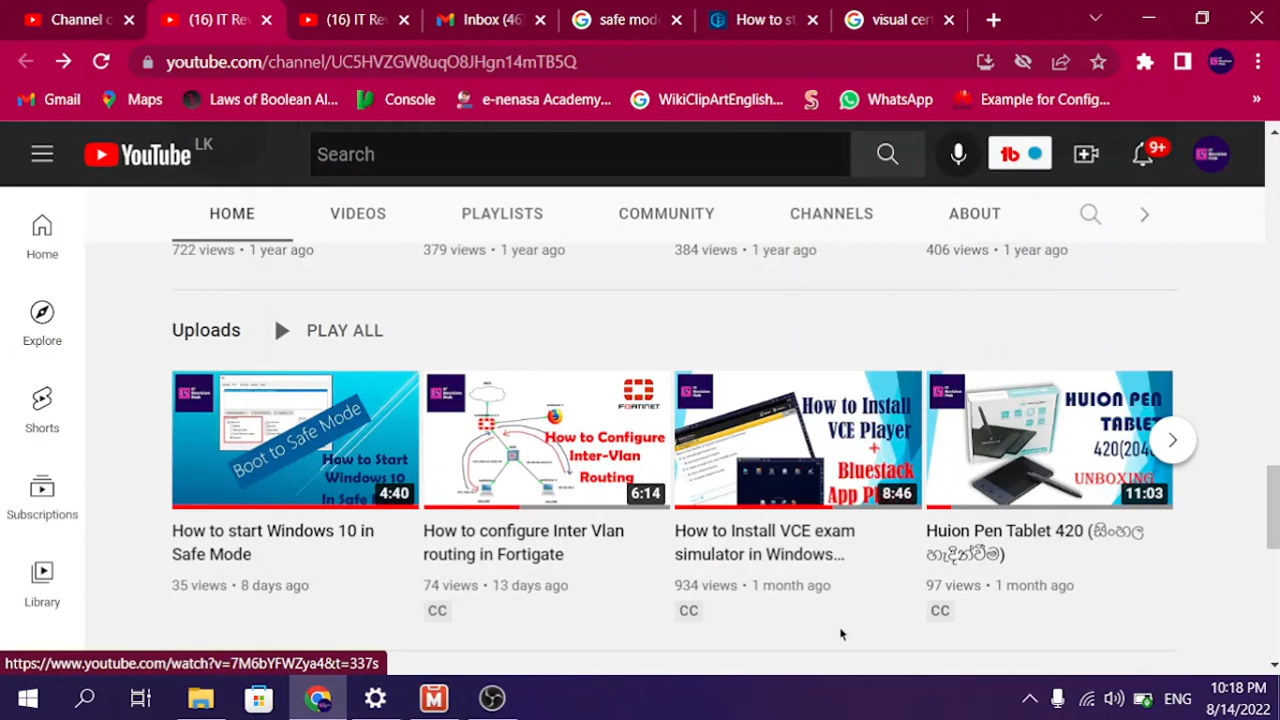 Channel c
(16) IT Rev
(16) IT Rev
Inbox (46
safe mod
How to st
visual cert
youtube.com/channel/UC5HVZGW8uqO8JHgn14mTB5Q
Gmail
Maps
Laws of Boolean Al...
Console
e-nenasa Academy...
WikiClipArtEnglish...
WhatsApp
Example for Config...
»
YouTube LK
Search
9+
HOME
VIDEOS
PLAYLISTS
COMMUNITY
CHANNELS
ABOUT
Home
Explore
Shorts
Subscriptions
Library
722 views • 1 year ago
379 views • 1 year ago
384 views • 1 year ago
406 views • 1 year ago
Uploads
PLAY ALL
Boot to Safe Mode
How to Start
Windows 10
In Safe
4:40
How to start Windows 10 in
Safe Mode
35 views • 8 days ago
FORTINET
How to Configure
Inter-Vlan
Routing
6:14
How to configure Inter Vlan
routing in Fortigate
74 views • 13 days ago
CC
How to Install
VCE Player
+
Bluestack
App
8:46
How to Install VCE exam
simulator in Windows...
934 views • 1 month ago
CC
HUION PEN
TABLET
420(204
UNBOXING
11:03
Huion Pen Tablet 420 (සිංහල
හැදින්වීම)
97 views • 1 month ago
CC
https://www.youtube.com/watch?v=7M6bYFWZya4&t=337s
ENG
10:18 PM
8/14/2022